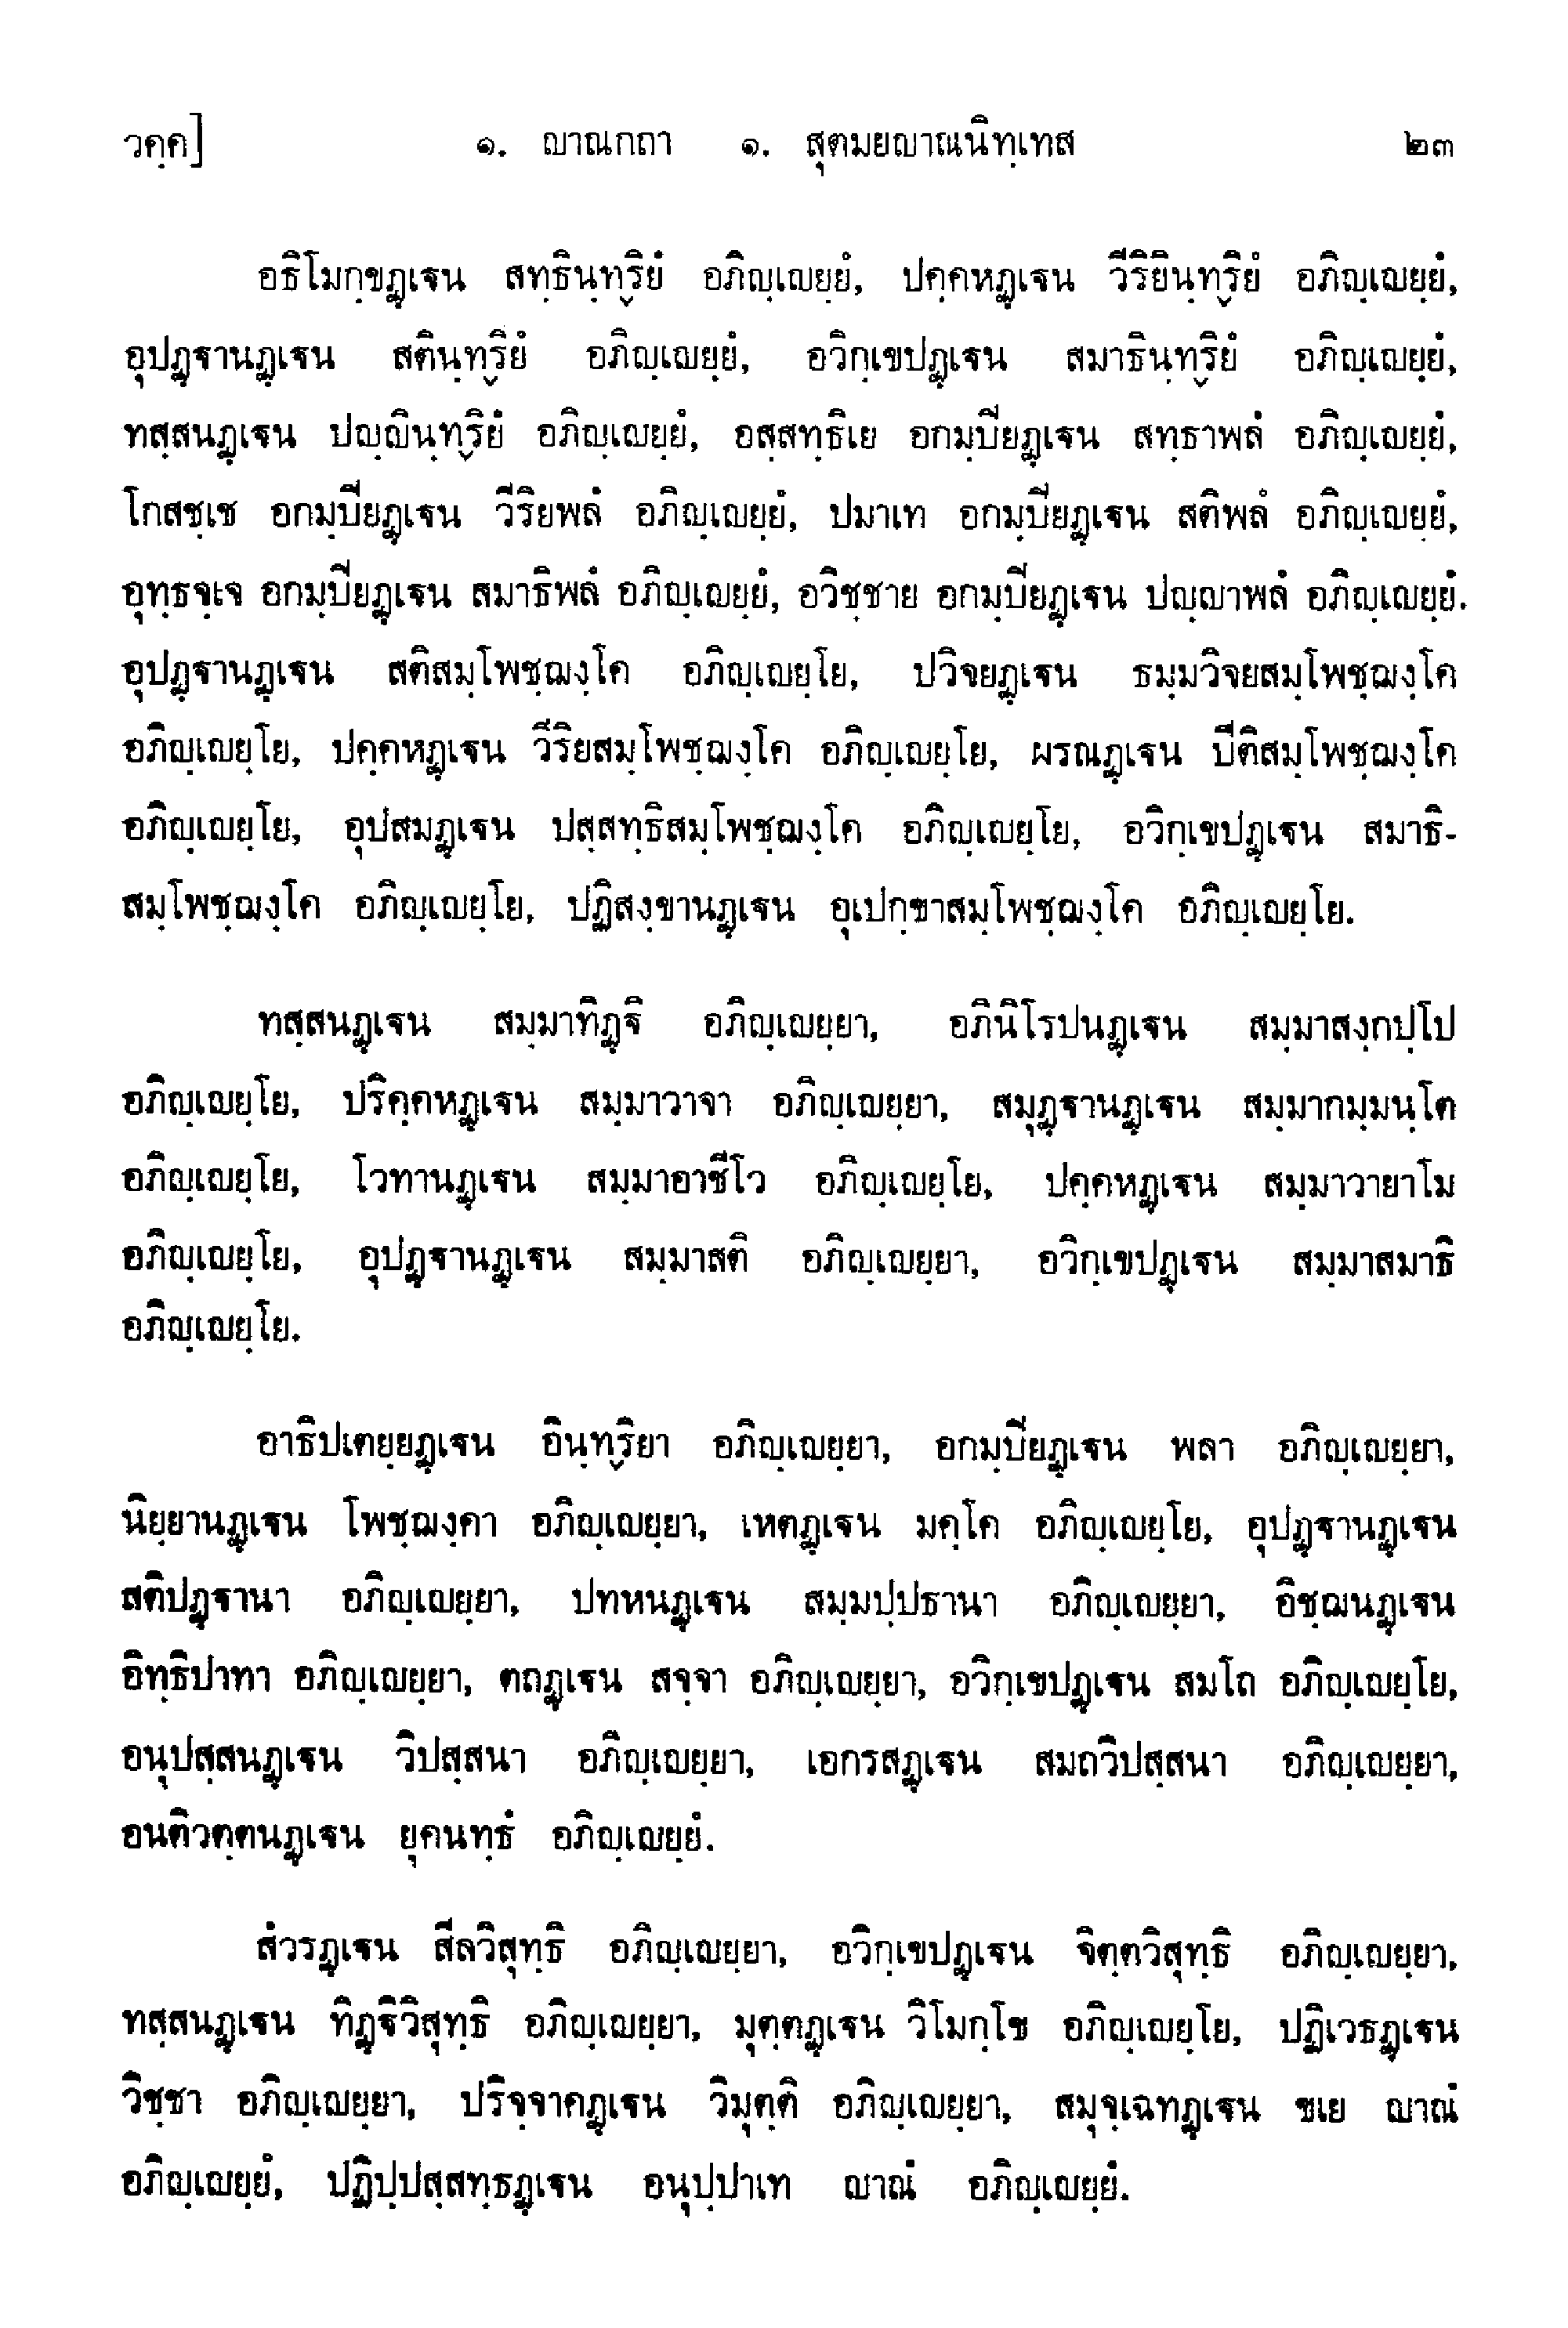 วคฺค]	๑. ญาณกถา ๑. สุตมยญาณนิทฺเทส	๒๓
อธิโมกฺขฏฺเฐน สทฺธินฺทฺริยํ อภิญฺเญยฺยํ, ปคฺคหฏฺเฐน วีริยินฺทฺริยํ อภิญฺเญยฺยํ,
อุปฏฺฐานฏฺเฐน สตินฺทฺริยํ อภิญฺเญยฺยํ, อวิกฺเขปฏฺเฐน สมาธินฺทฺริยํ อภิญฺเญยฺยํ,
ทสฺสนฏฺเฐน ปญฺญินฺทฺริยํ อภิญฺเญยฺยํ, อสฺสทฺธิเย อกมฺปียฏฺเฐน สทฺธาพลํ อภิญฺเญยฺยํ,
โกสชฺเช อกมฺปียฏฺเฐน วีริยพลํ อภิญฺเญยฺยํ, ปมาเท อกมฺปียฏฺเฐน สติพลํ อภิญฺเญยฺยํ,
อุทฺธจฺเจ อกมฺปียฏฺเฐน สมาธิพลํ อภิญฺเญยฺยํ, อวิชฺชาย อกมฺปียฏฺเฐน ปญฺญาพลํ อภิญฺเญยฺยํ.
อุปฏฺฐานฏฺเฐน สติสมฺโพชฺฌงฺโค อภิญฺเญยฺโย, ปวิจยฏฺเฐน ธมฺมวิจยสมฺโพชฺฌงฺโค
อภิญฺเญยฺโย, ปคฺคหฏฺเฐน วีริยสมฺโพชฺฌงฺโค อภิญฺเญยฺโย, ผรณฏฺเฐน ปีติสมฺโพชฺฌงฺโค
อภิญฺเญยฺโย, อุปสมฏฺเฐน ปสฺสทฺธิสมฺโพชฺฌงฺโค อภิญฺเญยฺโย, อวิกฺเขปฏฺเฐน สมาธิ-
สมฺโพชฺฌงฺโค อภิญฺเญยฺโย, ปฏิสงฺขานฏฺเฐน อุเปกฺขาสมฺโพชฺฌงฺโค อภิญฺเญยฺโย.
ทสฺสนฏฺเฐน สมฺมาทิฏฺฐิ อภิญฺเญยฺยา, อภินิโรปนฏฺเฐน สมฺมาสงฺกปฺโป
อภิญฺเญยฺโย, ปริคฺคหฏฺเฐน สมฺมาวาจา อภิญฺเญยฺยา, สมุฏฺฐานฏฺเฐน สมฺมากมฺมนฺโต
อภิญฺเญยฺโย, โวทานฏฺเฐน สมฺมาอาชีโว อภิญฺเญยฺโย, ปคฺคหฏฺเฐน สมฺมาวายาโม
อภิญฺเญยฺโย, อุปฏฺฐานฏฺเฐน สมฺมาสติ อภิญฺเญยฺยา, อวิกฺเขปฏฺเฐน สมฺมาสมาธิ
อภิญฺเญยฺโย.
อาธิปเตยฺยฏฺเฐน อินฺทฺริยา อภิญฺเญยฺยา, อกมฺปียฏฺเฐน พลา อภิญฺเญยฺยา,
นิยฺยานฏฺเฐน โพชฺฌงฺคา อภิญฺเญยฺยา, เหตฏฺเฐน มคฺโค อภิญฺเญยฺโย, อุปฏฺฐานฏฺเฐน
สติปฏฺฐานา อภิญฺเญยฺยา, ปทหนฏฺเฐน สมฺมปฺปธานา อภิญฺเญยฺยา, อิชฺฌนฏฺเฐน
อิทฺธิปาทา อภิญฺเญยฺยา, ตถฏฺเฐน สจฺจา อภิญฺเญยฺยา, อวิกฺเขปฏฺเฐน สมโถ อภิญฺเญยฺโย,
อนุปสฺสนฏฺเฐน วิปสฺสนา อภิญฺเญยฺยา, เอกรสฏฺเฐน สมถวิปสฺสนา อภิญฺเญยฺยา,
อนติวตฺตนฏฺเฐน ยุคนทฺธํ อภิญฺเญยฺยํ.
สํวรฏฺเฐน สีลวิสุทฺธิ อภิญฺเญยฺยา, อวิกฺเขปฏฺเฐน จิตฺตวิสุทฺธิ อภิญฺเญยฺยา,
ทสฺสนฏฺเฐน ทิฏฺฐิวิสุทฺธิ อภิญฺเญยฺยา, มุตฺตฏฺเฐน วิโมกฺโข อภิญฺเญยฺโย, ปฏิเวธฏฺเฐน
วิชฺชา อภิญฺเญยฺยา, ปริจฺจาคฏฺเฐน วิมุตฺติ อภิญฺเญยฺยา, สมุจฺเฉทฏฺเฐน ขเย ญาณํ
อภิญฺเญยฺยํ, ปฏิปฺปสฺสทฺธฏฺเฐน อนุปฺปาเท ญาณํ อภิญฺเญยฺยํ.